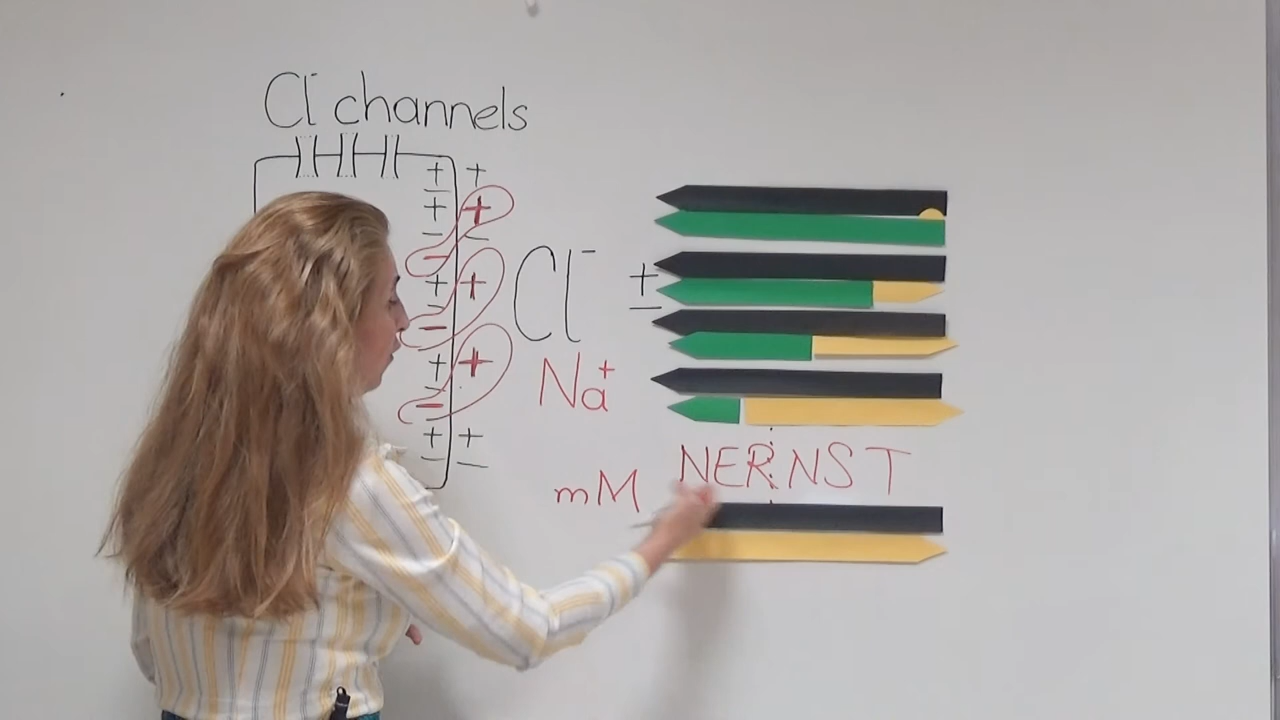 Cl⁻ channels
+ +
−
+ +
− −
−
+ +
−
−
+ +
−
−
+ +
− −
Cl⁻ ±
Na⁺
NERNST
mM